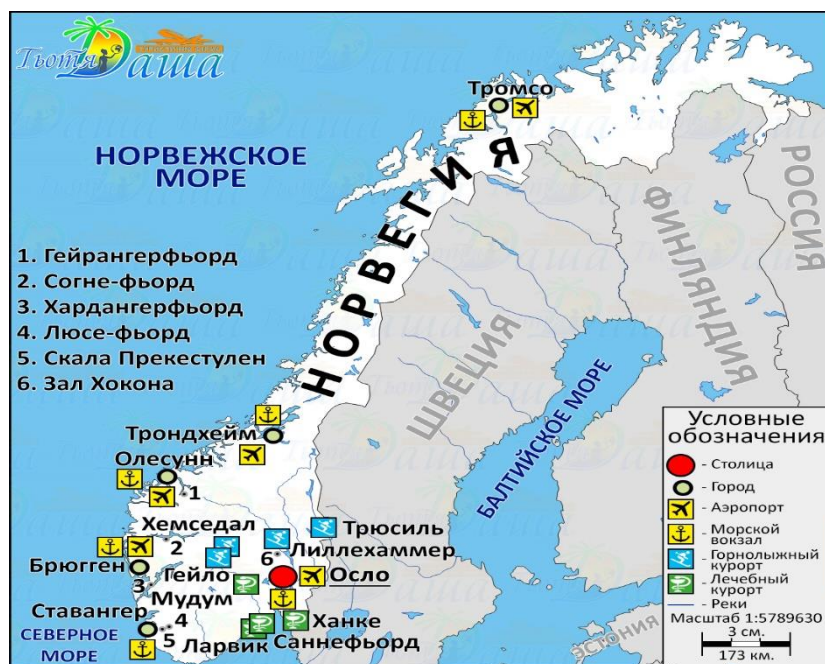 Тьотя
Даша
Тромсо
НОРВЕЖСКОЕ
МОРЕ
НОРВЕГИЯ
РОССИЯ
ФИНЛЯНДИЯ
ШВЕЦИЯ
БАЛТИЙСКОЕ МОРЕ
1. Гейрангерфьорд
2. Согне-фьорд
3. Хардангерфьорд
4. Люсе-фьорд
5. Скала Прекестулен
6. Зал Хокона
Трондхейм
Олесунн
1
Хемседал
Трюсиль
2
6
Лиллехаммер
Брюгген
Гейло
Осло
3
Мудум
Ставангер
4
Ханке
СЕВЕРНОЕ
МОРЕ
5
Ларвик
Саннефьорд
ЭСТОНИЯ
Условные
обозначения
- Столица
- Город
- Аэропорт
- Морской
вокзал
- Горнолыжный
курорт
- Лечебный
курорт
- Реки
Масштаб 1:5789630
3 см.
173 км.